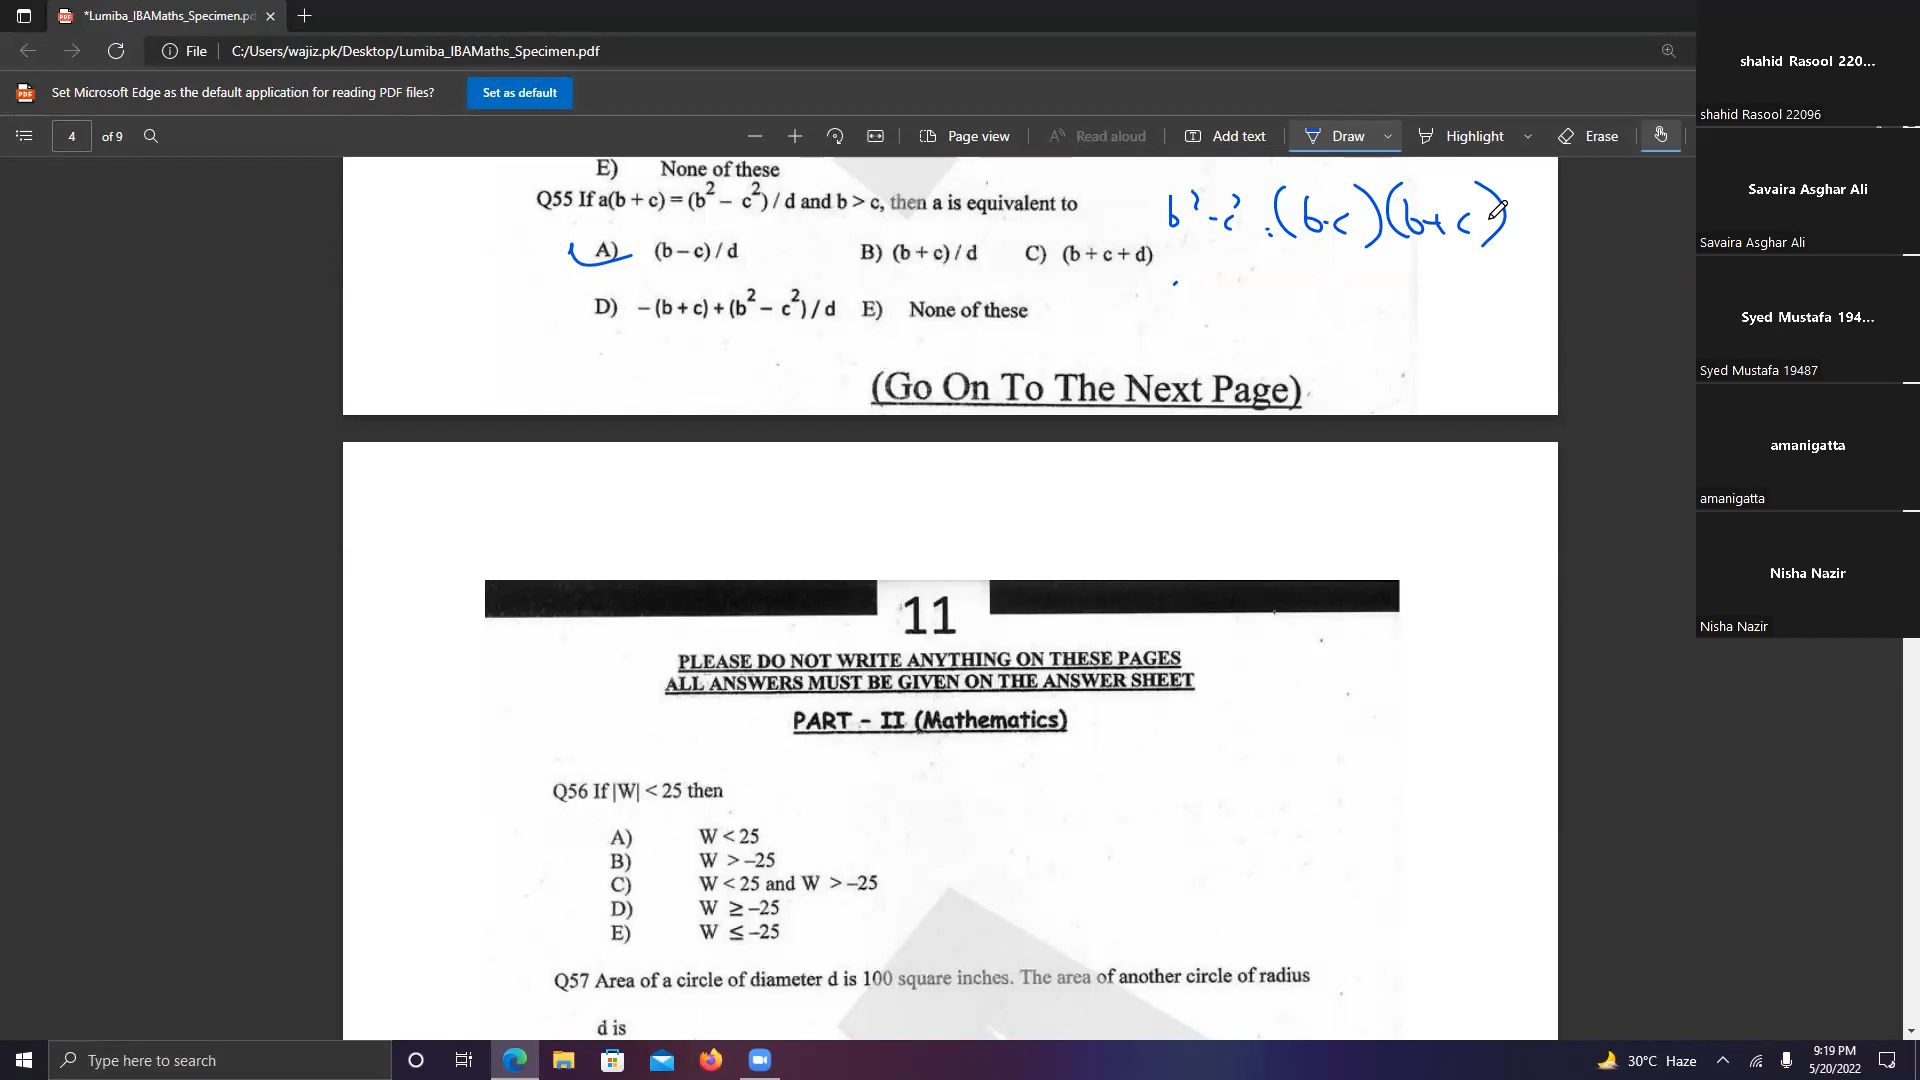 *Lumiba_IBAMaths_Specimen.pd
File C:/Users/wajiz.pk/Desktop/Lumiba_IBAMaths_Specimen.pdf
Set Microsoft Edge as the default application for reading PDF files? Set as default
4 of 9 Page view Read aloud Add text Draw Highlight Erase
E) None of these
Q55 If a(b + c) = (b² – c²) / d and b > c, then a is equivalent to
b² - c² : (b-c)(b+c)
A) (b – c) / d B) (b + c) / d C) (b + c + d)
D) – (b + c) + (b² – c²) / d E) None of these
(Go On To The Next Page)
11
PLEASE DO NOT WRITE ANYTHING ON THESE PAGES
ALL ANSWERS MUST BE GIVEN ON THE ANSWER SHEET
PART - II (Mathematics)
Q56 If |W| < 25 then
A) W < 25
B) W > –25
C) W < 25 and W > –25
D) W ≥ –25
E) W ≤ –25
Q57 Area of a circle of diameter d is 100 square inches. The area of another circle of radius
d is
shahid Rasool 220...
shahid Rasool 22096
Savaira Asghar Ali
Savaira Asghar Ali
Syed Mustafa 194...
Syed Mustafa 19487
amanigatta
amanigatta
Nisha Nazir
Nisha Nazir
Type here to search
30°C Haze
9:19 PM
5/20/2022